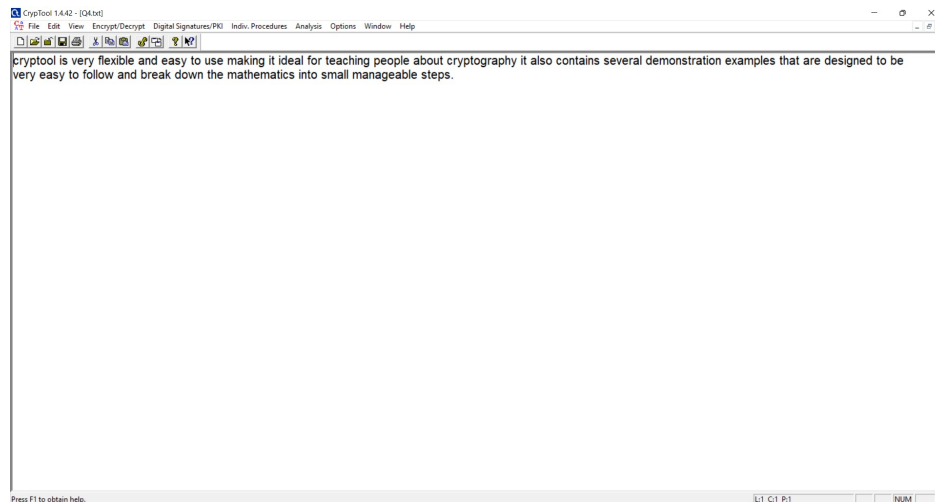 CrypTool 1.4.42 - [Q4.txt]
File Edit View Encrypt/Decrypt Digital Signatures/PKI Indiv. Procedures Analysis Options Window Help
cryptool is very flexible and easy to use making it ideal for teaching people about cryptography it also contains several demonstration examples that are designed to be
very easy to follow and break down the mathematics into small manageable steps.
Press F1 to obtain help. L:1 C:1 P:1 NUM